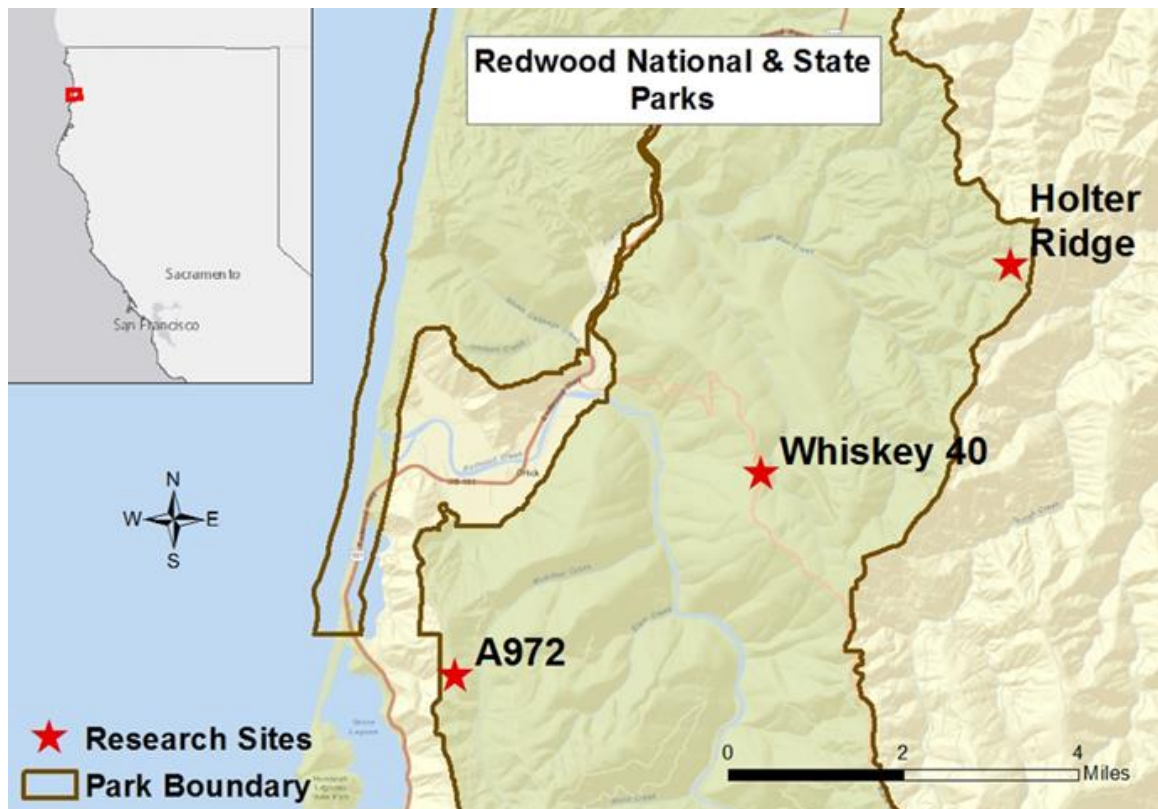 Redwood National & State
Parks
Holter
Ridge
Sacramento
San Francisco
Whiskey 40
Orick
N
W
E
S
A972
Research Sites
Park Boundary
0
2
4
Miles